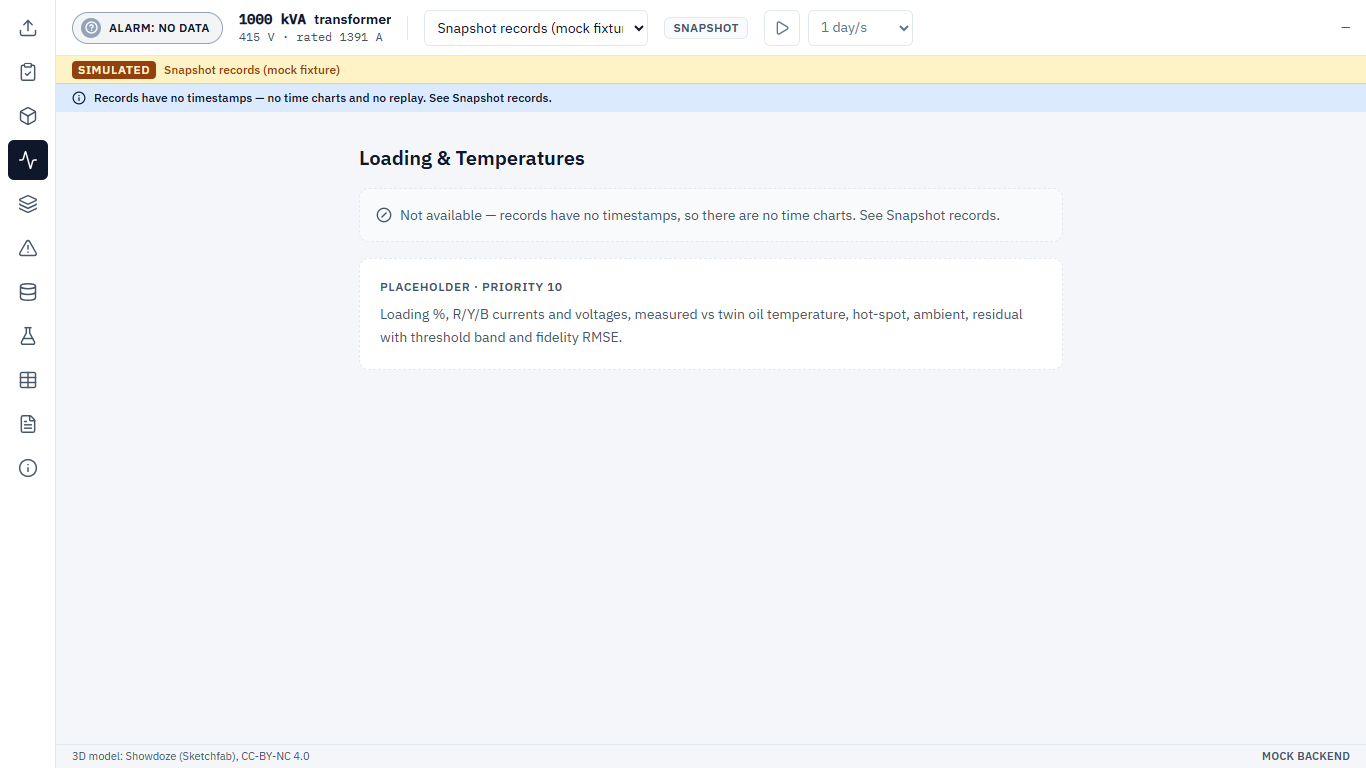 ALARM: NO DATA
1000 kVA transformer
415 V · rated 1391 A
Snapshot records (mock fixtu
SNAPSHOT
1 day/s
—
SIMULATED Snapshot records (mock fixture)
Records have no timestamps — no time charts and no replay. See Snapshot records.
Loading & Temperatures
Not available — records have no timestamps, so there are no time charts. See Snapshot records.
PLACEHOLDER · PRIORITY 10
Loading %, R/Y/B currents and voltages, measured vs twin oil temperature, hot-spot, ambient, residual
with threshold band and fidelity RMSE.
3D model: Showdoze (Sketchfab), CC-BY-NC 4.0
MOCK BACKEND